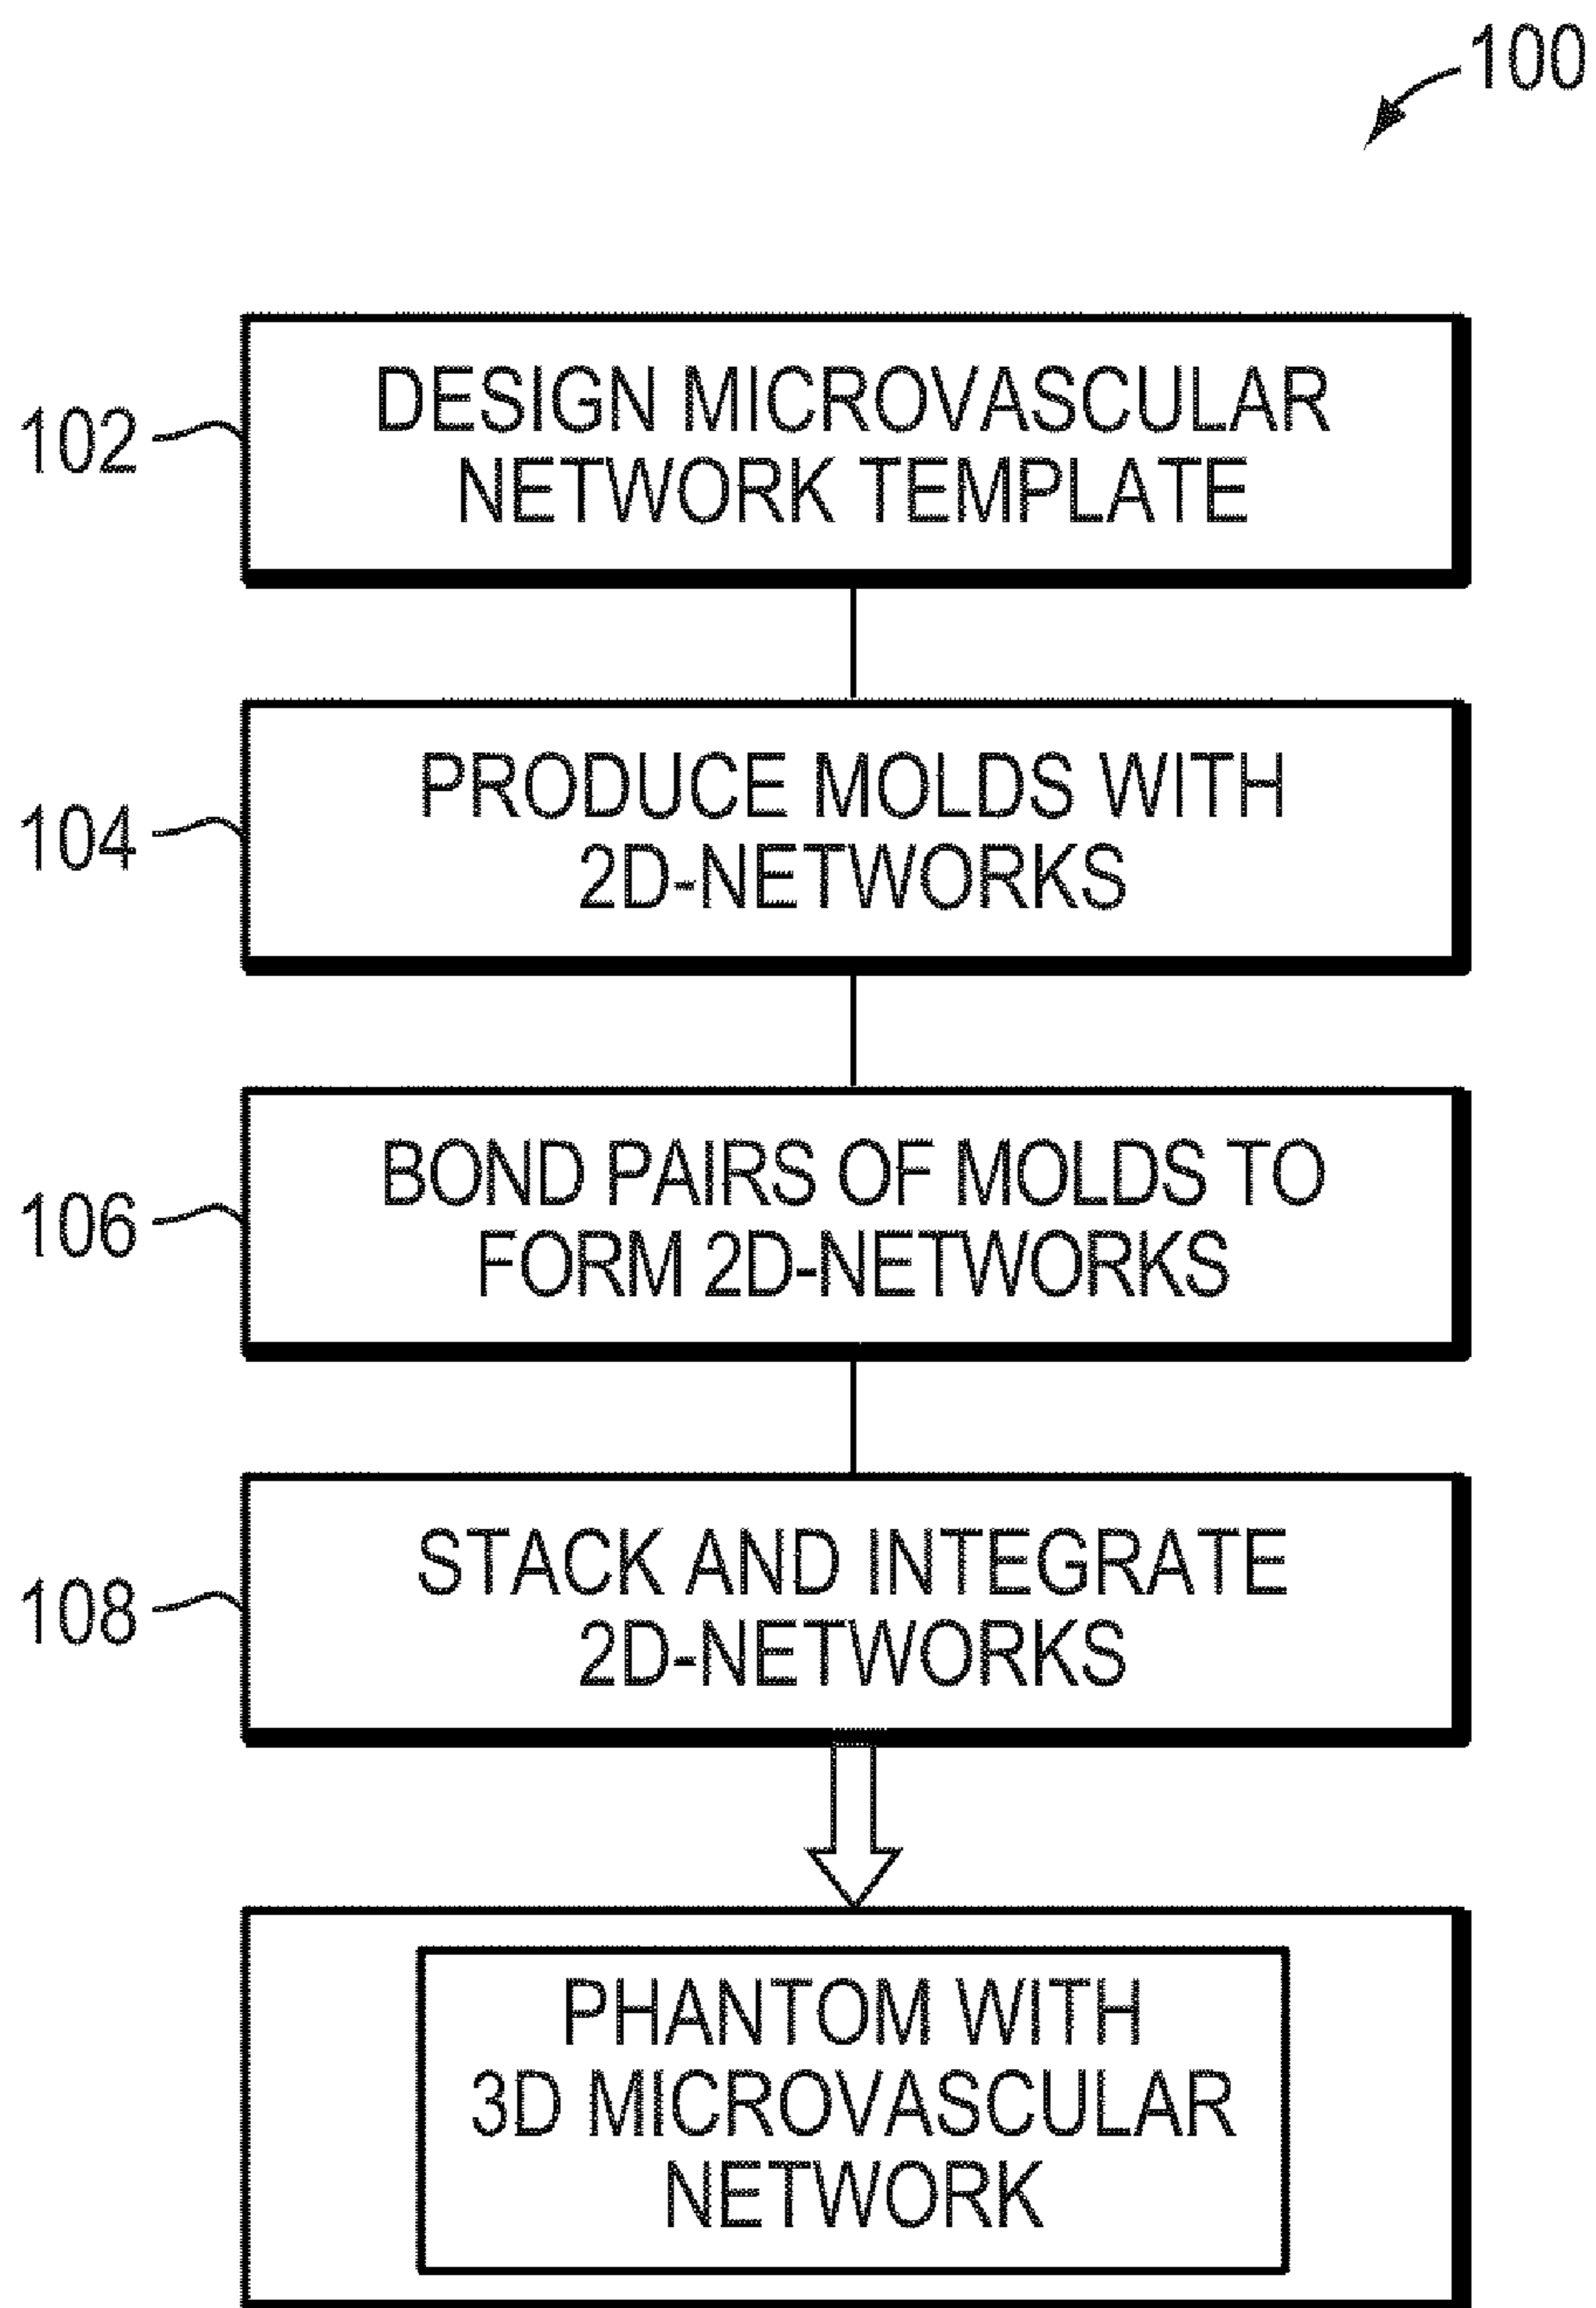 100
102
DESIGN MICROVASCULAR
NETWORK TEMPLATE
104
PRODUCE MOLDS WITH
2D-NETWORKS
106
BOND PAIRS OF MOLDS TO
FORM 2D-NETWORKS
108
STACK AND INTEGRATE
2D-NETWORKS
PHANTOM WITH
3D MICROVASCULAR
NETWORK